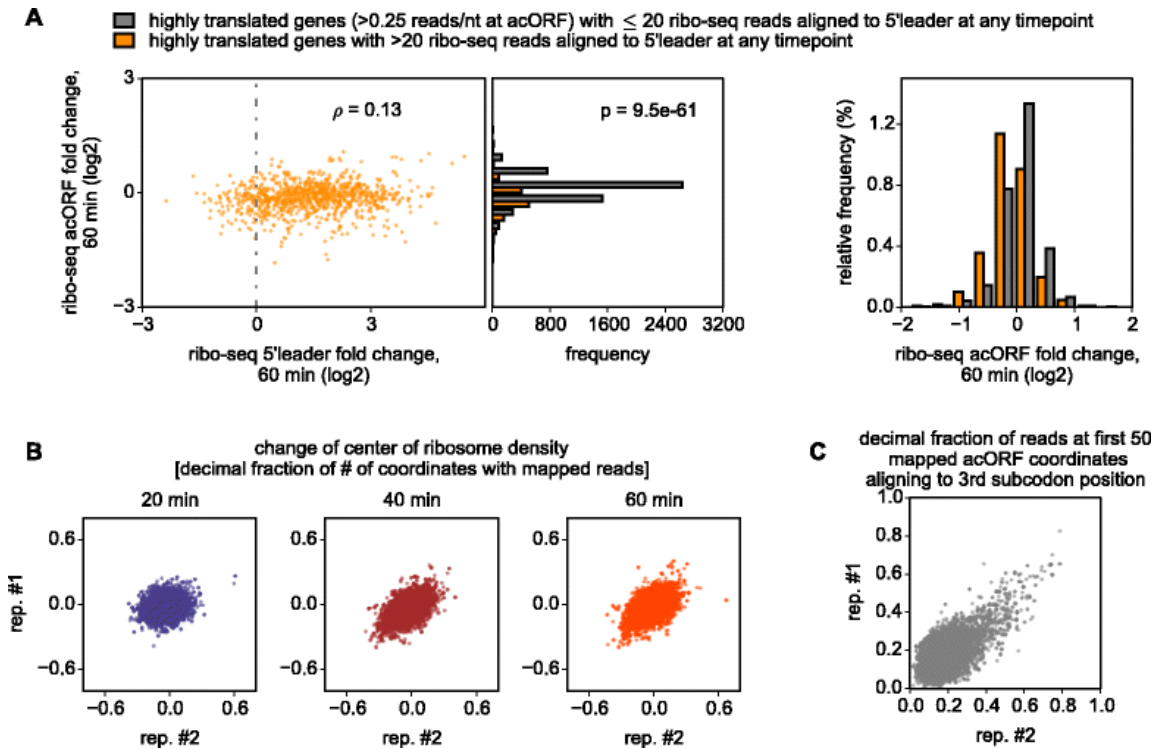 A
highly translated genes (>0.25 reads/nt at acORF) with ≤ 20 ribo-seq reads aligned to 5'leader at any timepoint
highly translated genes with >20 ribo-seq reads aligned to 5'leader at any timepoint
ribo-seq acORF fold change,
60 min (log2)
3
0
−3
ρ = 0.13
−3
0
3
ribo-seq 5'leader fold change,
60 min (log2)
p = 9.5e-61
0
800
1600
2400
3200
frequency
relative frequency (%)
1.2
0.8
0.4
0.0
−2
−1
0
1
2
ribo-seq acORF fold change,
60 min (log2)
B
change of center of ribosome density
[decimal fraction of # of coordinates with mapped reads]
20 min
40 min
60 min
rep. #1
0.6
0.0
−0.6
−0.6
0.0
0.6
rep. #2
0.6
0.0
−0.6
−0.6
0.0
0.6
rep. #2
0.6
0.0
−0.6
−0.6
0.0
0.6
rep. #2
C
decimal fraction of reads at first 50
mapped acORF coordinates
aligning to 3rd subcodon position
rep. #1
1.0
0.8
0.6
0.4
0.2
0.0
0.0
0.2
0.4
0.6
0.8
1.0
rep. #2